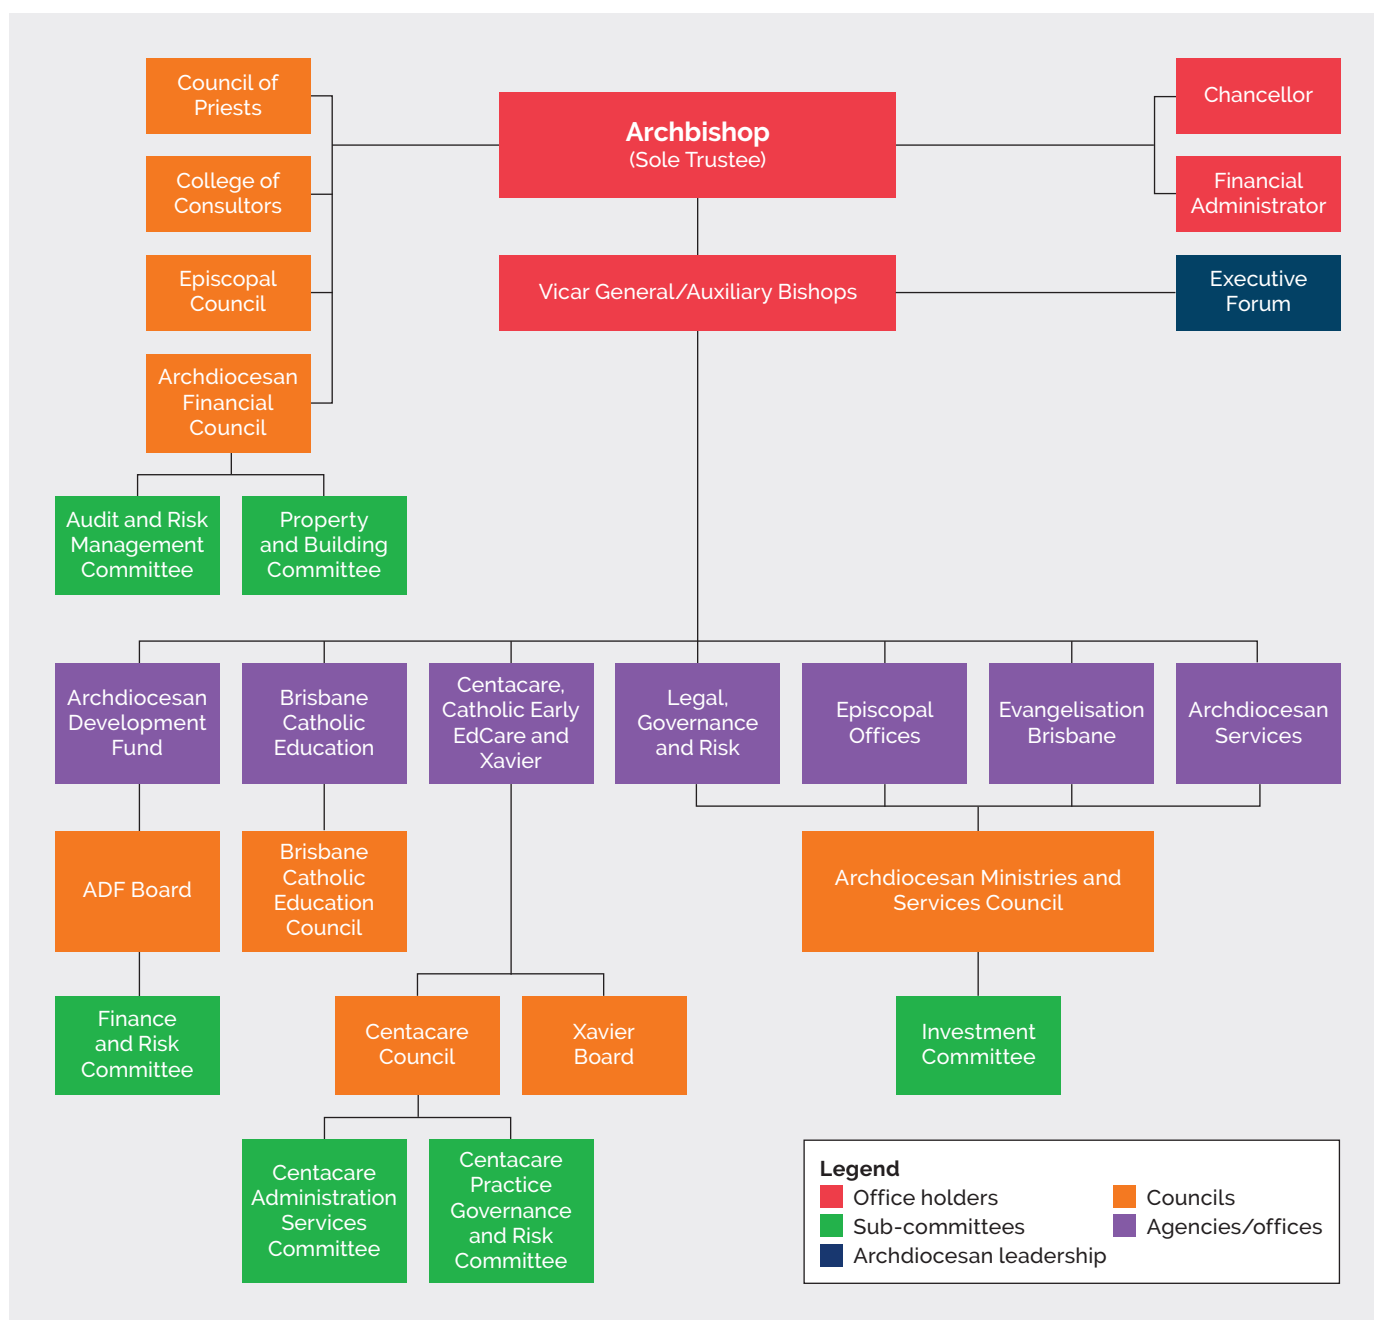 Council of
Priests
College of
Consultors
Episcopal
Council
Archdiocesan
Financial
Council
Audit and Risk
Management
Committee
Property
and Building
Committee
Archbishop
(Sole Trustee)
Vicar General/Auxiliary Bishops
Chancellor
Financial
Administrator
Executive
Forum
Archdiocesan
Development
Fund
Brisbane
Catholic
Education
Centacare,
Catholic Early
EdCare and
Xavier
Legal,
Governance
and Risk
Episcopal
Offices
Evangelisation
Brisbane
Archdiocesan
Services
ADF Board
Brisbane
Catholic
Education
Council
Archdiocesan Ministries and
Services Council
Finance
and Risk
Committee
Centacare
Council
Xavier
Board
Investment
Committee
Centacare
Administration
Services
Committee
Centacare
Practice
Governance
and Risk
Committee
Legend
Office holders
Sub-committees
Archdiocesan leadership
Councils
Agencies/offices